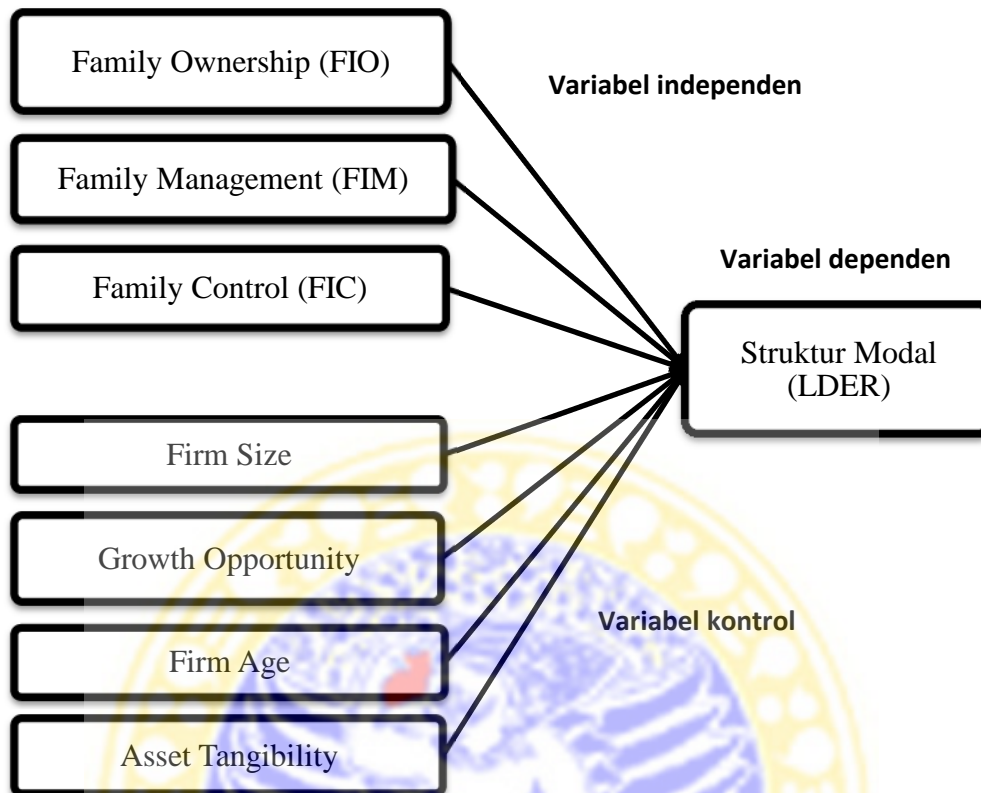 Family Ownership (FIO)
Variabel independen
Family Management (FIM)
Family Control (FIC)
Variabel dependen
Struktur Modal
(LDER)
Firm Size
Growth Opportunity
Variabel kontrol
Firm Age
Asset Tangibility